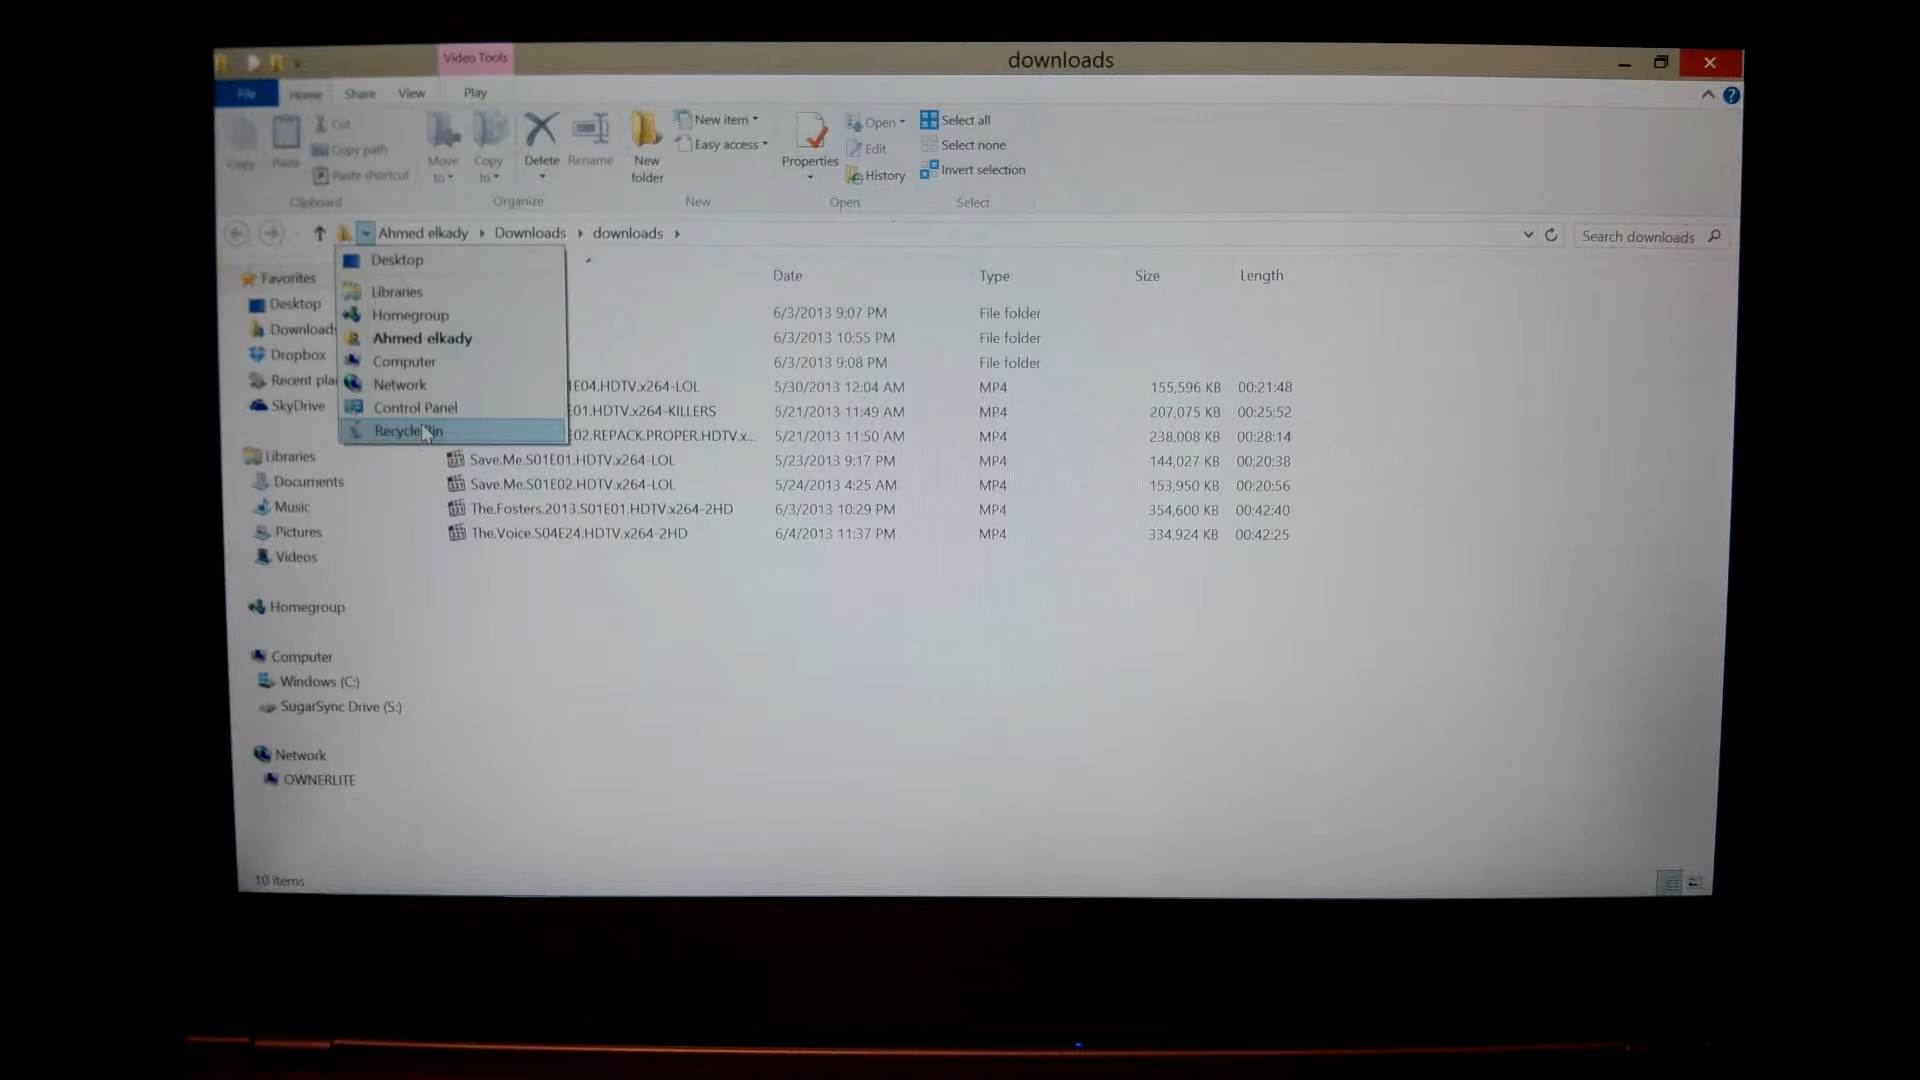 Video Tools
downloads
File
Home
Share
View
Play
Copy
Paste
Cut
Copy path
Paste shortcut
Clipboard
Move to
Copy to
Delete
Rename
Organize
New folder
New item
Easy access
New
Properties
Open
Edit
History
Open
Select all
Select none
Invert selection
Select
Ahmed elkady
Downloads
downloads
Search downloads
Desktop
Libraries
Homegroup
Ahmed elkady
Computer
Network
Control Panel
Recycle
Favorites
Desktop
Download
Dropbox
Recent pla
SkyDrive
Libraries
Documents
Music
Pictures
Videos
Homegroup
Computer
Windows (C:)
SugarSync Drive (S:)
Network
OWNERLITE
Date Type Size Length
6/3/2013 9:07 PM File folder
6/3/2013 10:55 PM File folder
6/3/2013 9:08 PM File folder
E04.HDTV.x264-LOL 5/30/2013 12:04 AM MP4 155,596 KB 00:21:48
E01.HDTV.x264-KILLERS 5/21/2013 11:49 AM MP4 207,075 KB 00:25:52
E02.REPACK.PROPER.HDTV.x... 5/21/2013 11:50 AM MP4 238,008 KB 00:28:14
Save.Me.S01E01.HDTV.x264-LOL 5/23/2013 9:17 PM MP4 144,027 KB 00:20:38
Save.Me.S01E02.HDTV.x264-LOL 5/24/2013 4:25 AM MP4 153,950 KB 00:20:56
The.Fosters.2013.S01E01.HDTV.x264-2HD 6/3/2013 10:29 PM MP4 354,600 KB 00:42:40
The.Voice.S04E24.HDTV.x264-2HD 6/4/2013 11:37 PM MP4 334,924 KB 00:42:25
10 items